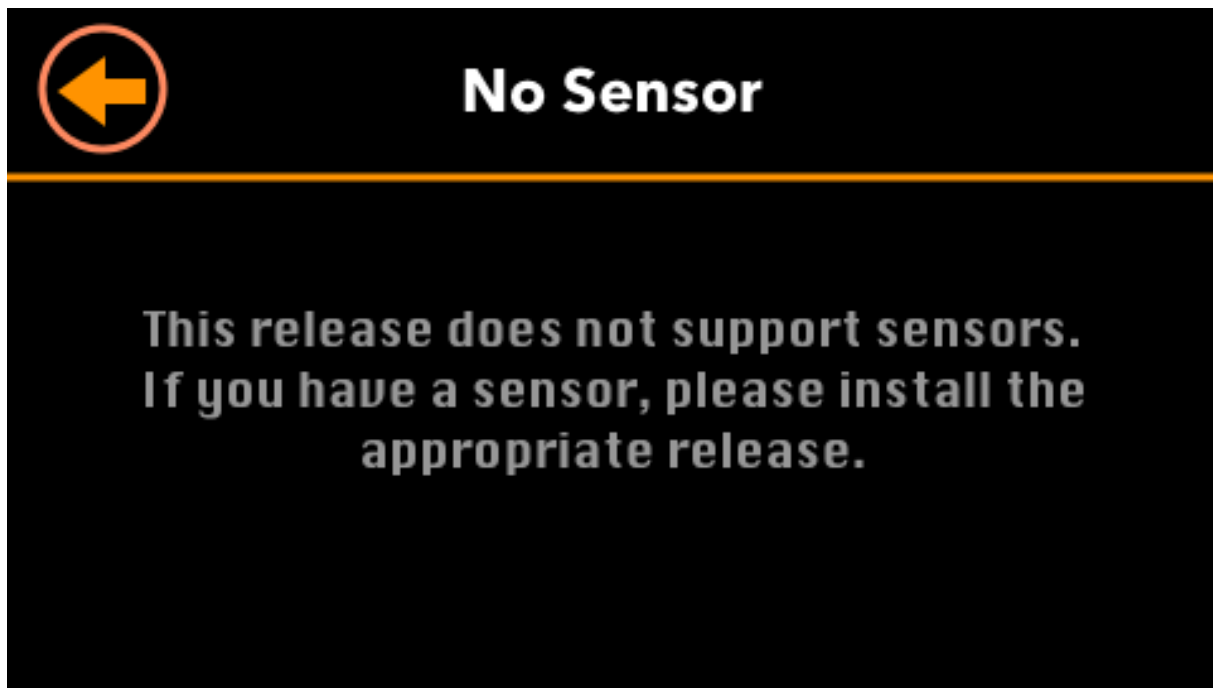 No Sensor
This release does not support sensors.
If you have a sensor, please install the
appropriate release.